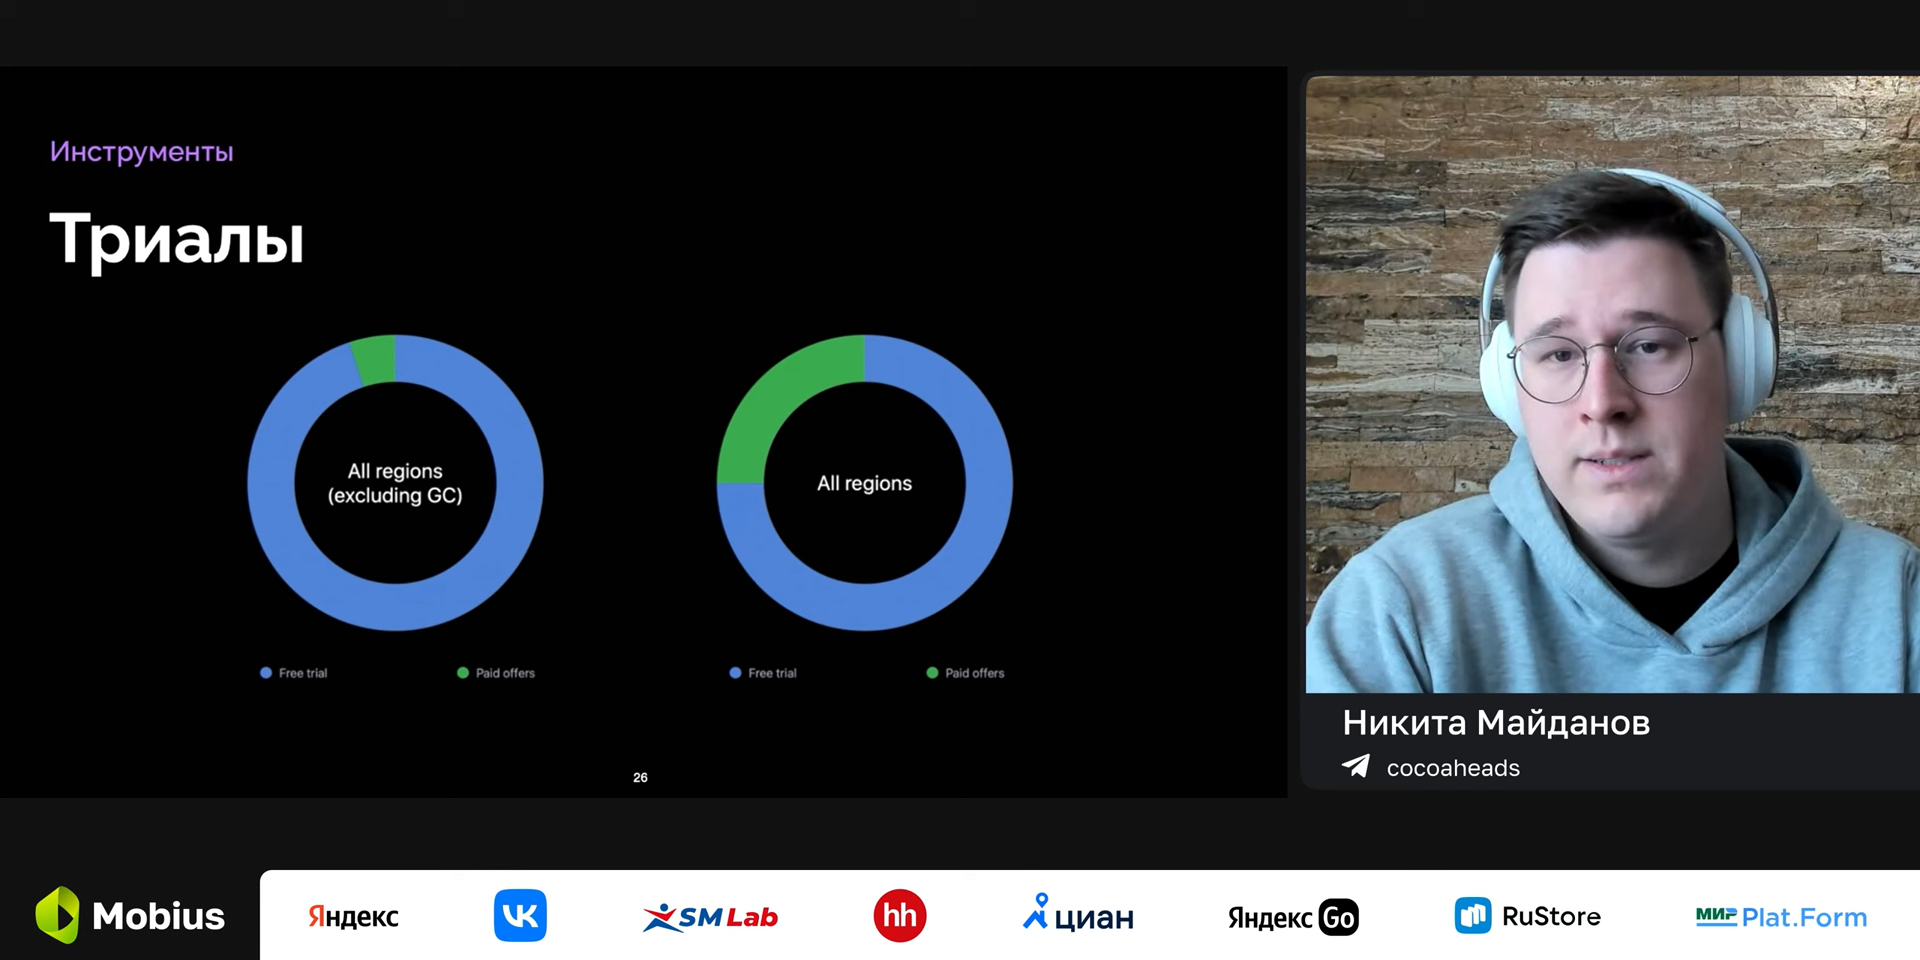 Инструменты
Триалы
All regions
(excluding GC)
Free trial
Paid offers
All regions
Free trial
Paid offers
26
Никита Майданов
cocoaheads
Mobius
Яндекс
VK
SM Lab
hh
циан
Яндекс Go
RuStore
МИР Plat.Form